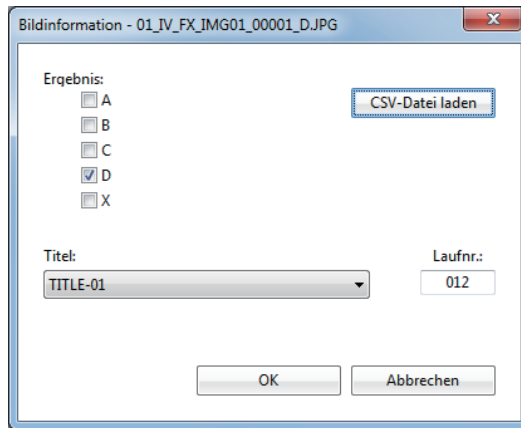 Bildinformation - 01_IV_FX_IMG01_00001_D.JPG
Ergebnis:
A
CSV-Datei laden
B
C
D
X
Titel:
Laufnr.:
TITLE-01
012
OK
Abbrechen